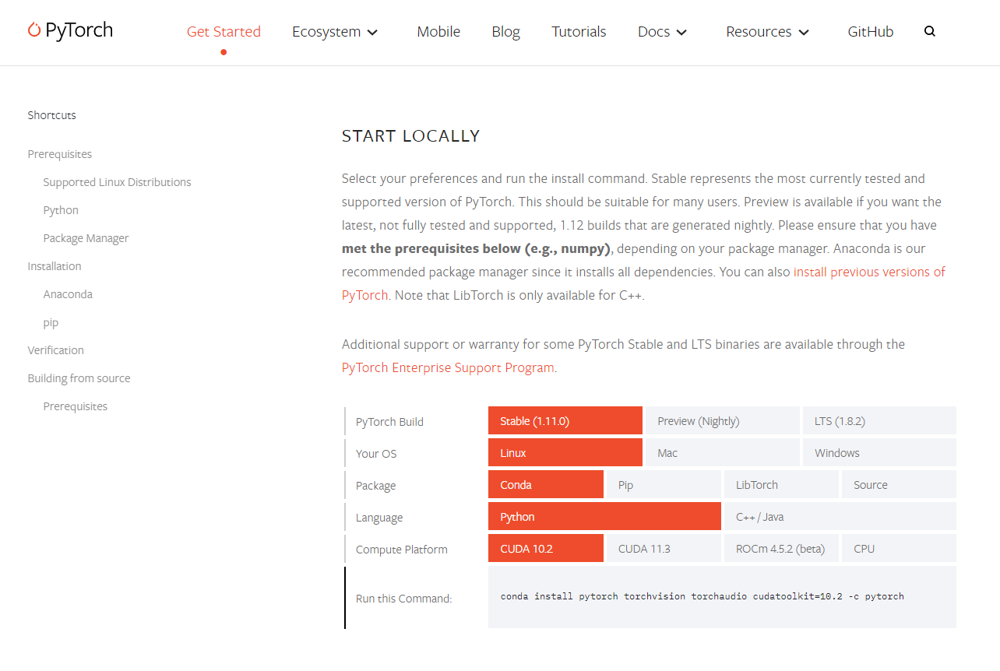 PyTorch
Get Started
Ecosystem
Mobile
Blog
Tutorials
Docs
Resources
GitHub
Shortcuts
Prerequisites
Supported Linux Distributions
Python
Package Manager
Installation
Anaconda
pip
Verification
Building from source
Prerequisites
START LOCALLY
Select your preferences and run the install command. Stable represents the most currently tested and
supported version of PyTorch. This should be suitable for many users. Preview is available if you want the
latest, not fully tested and supported, 1.12 builds that are generated nightly. Please ensure that you have
met the prerequisites below (e.g., numpy), depending on your package manager. Anaconda is our
recommended package manager since it installs all dependencies. You can also install previous versions of
PyTorch. Note that LibTorch is only available for C++.
Additional support or warranty for some PyTorch Stable and LTS binaries are available through the
PyTorch Enterprise Support Program.
PyTorch Build
Stable (1.11.0)
Preview (Nightly)
LTS (1.8.2)
Your OS
Linux
Mac
Windows
Package
Conda
Pip
LibTorch
Source
Language
Python
C++ / Java
Compute Platform
CUDA 10.2
CUDA 11.3
ROCm 4.5.2 (beta)
CPU
Run this Command:
conda install pytorch torchvision torchaudio cudatoolkit=10.2 -c pytorch